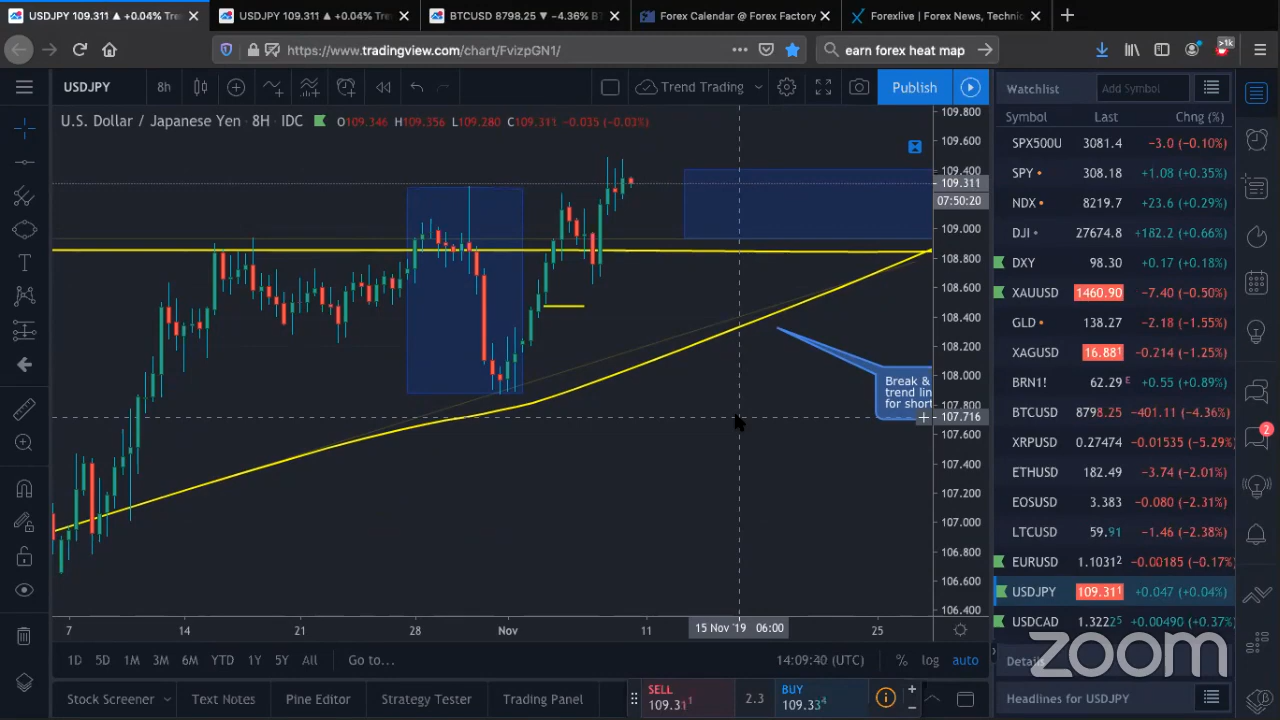 USDJPY 109.311 ▲ +0.04% Tre
USDJPY 109.311 ▲ +0.04% Tre
BTCUSD 8798.25 ▼ −4.36% B
Forex Calendar @ Forex Factory
Forexlive | Forex News, Technic
https://www.tradingview.com/chart/FvizpGN1/
earn forex heat map
>1k
USDJPY
8h
Trend Trading
Publish
U.S. Dollar / Japanese Yen · 8H · IDC
O109.346 H109.356 L109.280 C109.311 −0.035 (−0.03%)
109.800
109.600
109.400
109.311
07:50:20
109.000
108.800
108.600
108.400
108.200
108.000
107.800
107.716
107.600
107.400
107.200
107.000
106.800
106.600
106.400
Break &
trend lin
for short
7
14
21
28
Nov
11
15 Nov '19 06:00
25
1D 5D 1M 3M 6M YTD 1Y 5Y All Go to...
14:09:40 (UTC) % log auto
Stock Screener
Text Notes
Pine Editor
Strategy Tester
Trading Panel
SELL
109.31¹
2.3
BUY
109.33⁴
Watchlist
Add Symbol
Symbol Last Chng (%)
SPX500U 3081.4 −3.0 (−0.10%)
SPY 308.18 +1.08 (+0.35%)
NDX 8219.7 +23.6 (+0.29%)
DJI 27674.8 +182.2 (+0.66%)
DXY 98.30 +0.17 (+0.18%)
XAUUSD 1460.90 −7.40 (−0.50%)
GLD 138.27 −2.18 (−1.55%)
XAGUSD 16.88¹ −0.214 (−1.25%)
BRN1! 62.29 E +0.55 (+0.89%)
BTCUSD 8798.25 −401.11 (−4.36%)
XRPUSD 0.27474 −0.01535 (−5.29%)
ETHUSD 182.49 −3.74 (−2.01%)
EOSUSD 3.383 −0.080 (−2.31%)
LTCUSD 59.91 −1.46 (−2.38%)
EURUSD 1.1031² −0.00185 (−0.17%)
USDJPY 109.31¹ +0.047 (+0.04%)
USDCAD 1.3222⁵ +0.00490 (+0.37%)
Details
Headlines for USDJPY
2
zoom